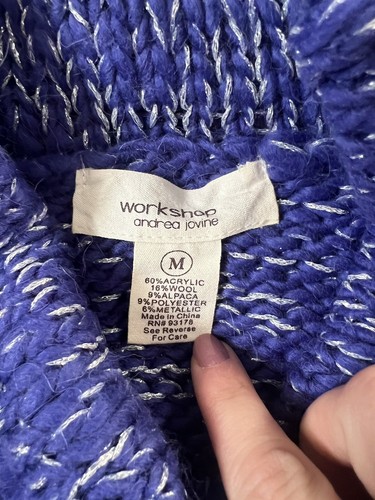 workshop
andrea jovine
M
60%ACRYLIC
16%WOOL
9%ALPACA
9%POLYESTER
6%METALLIC
Made in China
RN# 93178
See Reverse
For Care